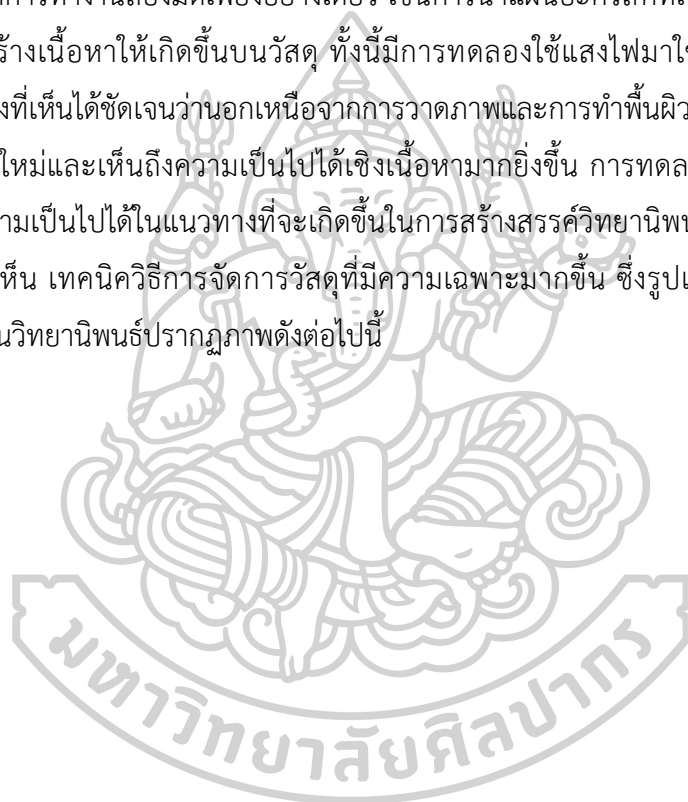 ร้างเนื้อหาให้เกิดขึ้นบนวัสดุ ทั้งนี้มีการทดลองใช้แสงไฟมาใช
งที่เห็นได้ชัดเจนว่านอกเหนือจากการวาดภาพและการทำพื้นผิว
ใหม่และเห็นถึงความเป็นไปได้เชิงเนื้อหามากยิ่งขึ้น การทดล
ามเป็นไปได้ในแนวทางที่จะเกิดขึ้นในการสร้างสรรค์วิทยานิพน
ห็น เทคนิควิธีการจัดการวัสดุที่มีความเฉพาะมากขึ้น ซึ่งรูปแ
นวิทยานิพนธ์ปรากฏภาพดังต่อไปนี้
มหาวิทยาลัยศิลปากร